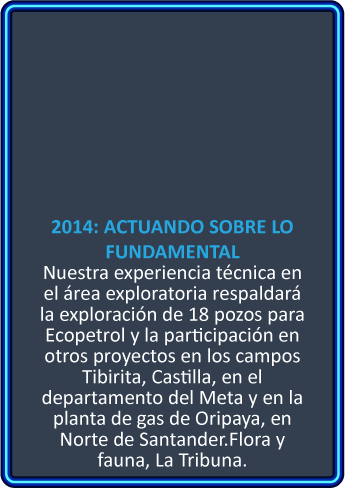 2014: ACTUANDO SOBRE LO
FUNDAMENTAL
Nuestra experiencia técnica en
el área exploratoria respaldará
la exploración de 18 pozos para
Ecopetrol y la participación en
otros proyectos en los campos
Tibirita, Castilla, en el
departamento del Meta y en la
planta de gas de Oripaya, en
Norte de Santander.Flora y
fauna, La Tribuna.